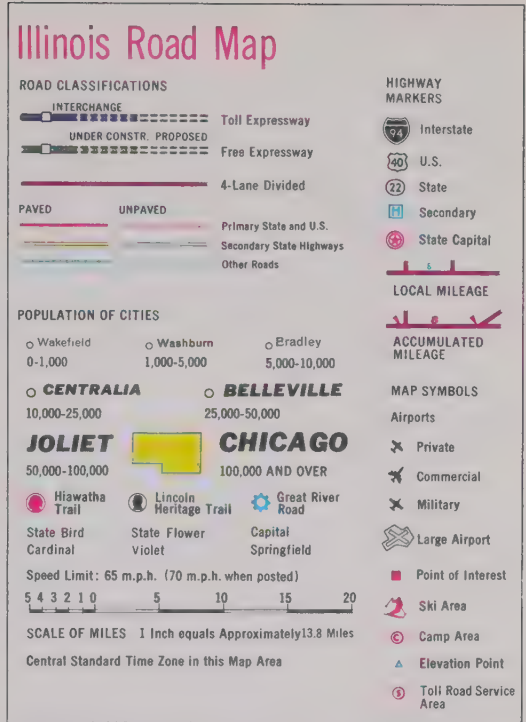 Illinois Road Map
ROAD CLASSIFICATIONS
INTERCHANGE
Toll Expressway
UNDER CONSTR. PROPOSED
Free Expressway
4-Lane Divided
PAVED UNPAVED
Primary State and U.S.
Secondary State Highways
Other Roads
POPULATION OF CITIES
Wakefield Washburn Bradley
0-1,000 1,000-5,000 5,000-10,000
CENTRALIA BELLEVILLE
10,000-25,000 25,000-50,000
JOLIET CHICAGO
50,000-100,000 100,000 AND OVER
Hiawatha Trail
Lincoln Heritage Trail
Great River Road
State Bird State Flower Capital
Cardinal Violet Springfield
Speed Limit: 65 m.p.h. (70 m.p.h. when posted)
5 4 3 2 1 0 5 10 15 20
SCALE OF MILES 1 Inch equals Approximately 13.8 Miles
Central Standard Time Zone in this Map Area
HIGHWAY
MARKERS
94 Interstate
40 U.S.
22 State
H Secondary
State Capital
6
LOCAL MILEAGE
8
ACCUMULATED
MILEAGE
MAP SYMBOLS
Airports
Private
Commercial
Military
Large Airport
Point of Interest
Ski Area
C Camp Area
Elevation Point
S Toll Road Service
Area